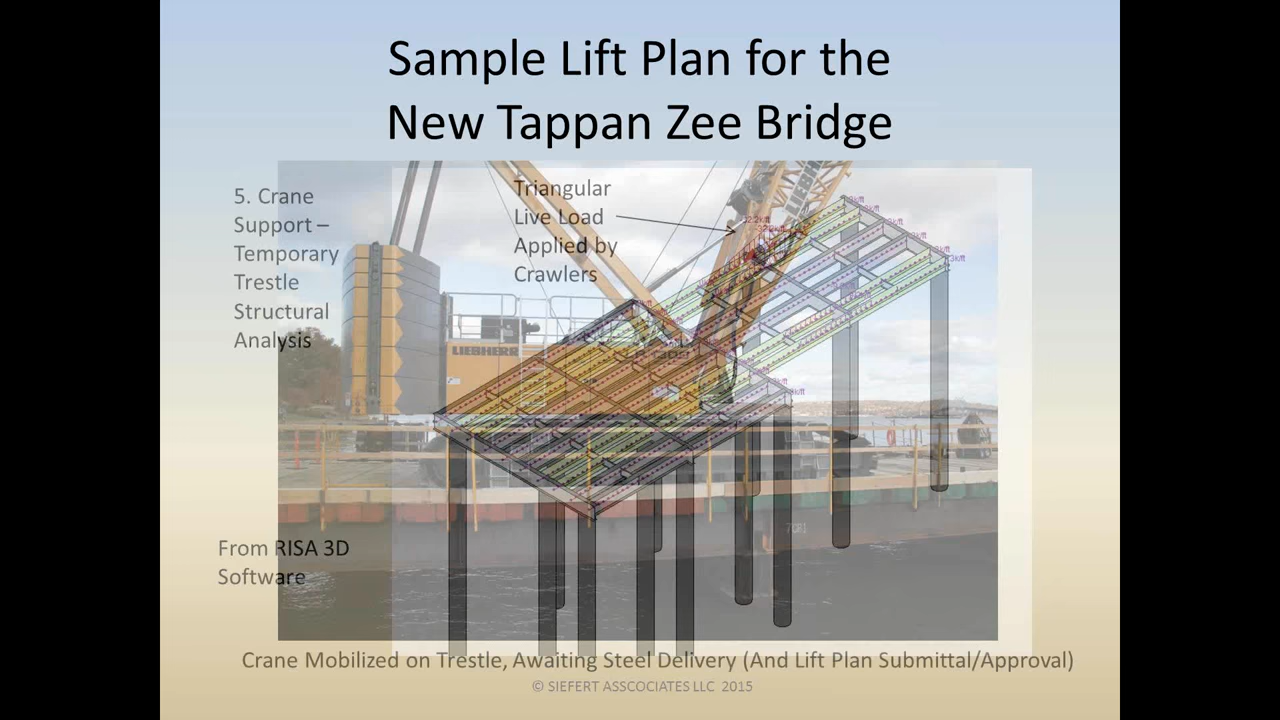 Sample Lift Plan for the
New Tappan Zee Bridge
5. Crane
Support –
Temporary
Trestle
Structural
Analysis
Triangular
Live Load
Applied by
Crawlers
LIEBHERR
From RISA 3D
Software
Crane Mobilized on Trestle, Awaiting Steel Delivery (And Lift Plan Submittal/Approval)
© SIEFERT ASSCOCIATES LLC 2015